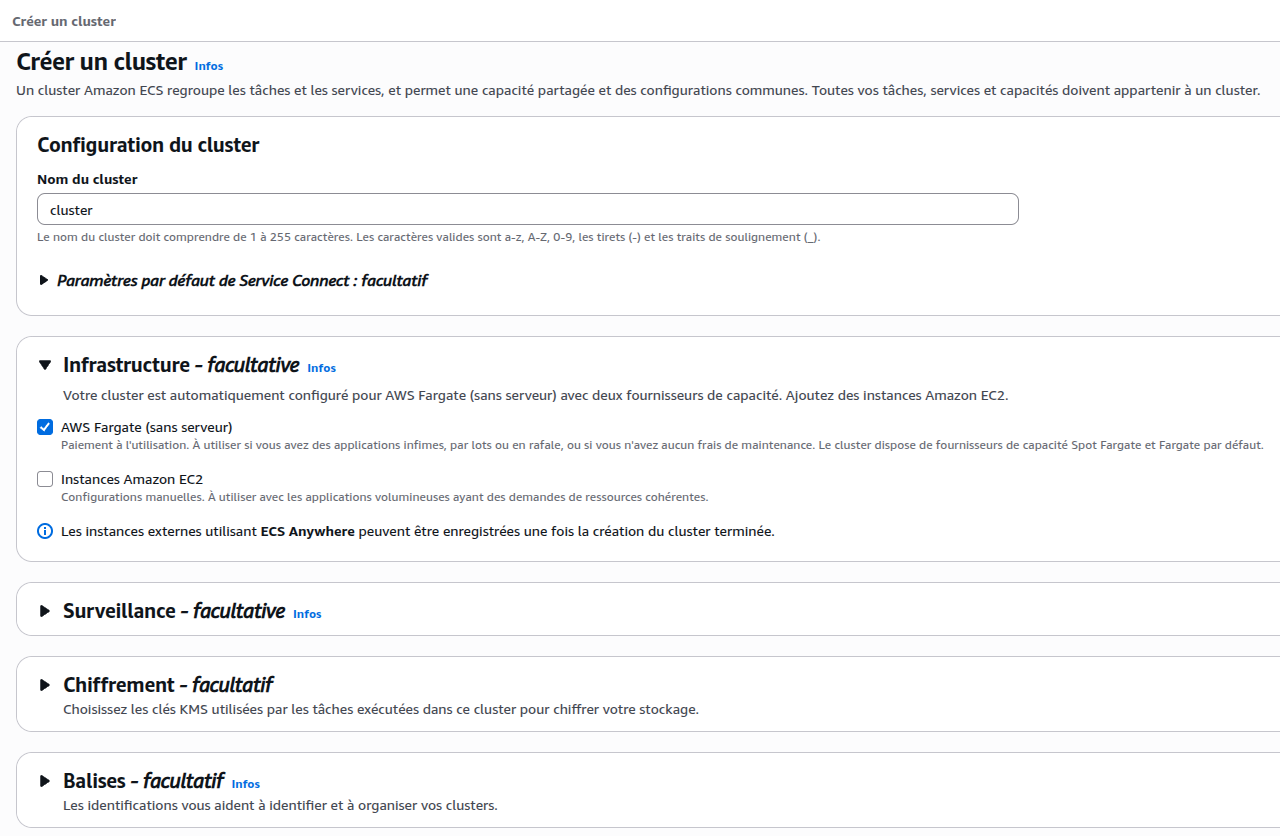 Créer un cluster
Créer un cluster Infos
Un cluster Amazon ECS regroupe les tâches et les services, et permet une capacité partagée et des configurations communes. Toutes vos tâches, services et capacités doivent appartenir à un cluster.
Configuration du cluster
Nom du cluster
cluster
Le nom du cluster doit comprendre de 1 à 255 caractères. Les caractères valides sont a-z, A-Z, 0-9, les tirets (-) et les traits de soulignement (_).
Paramètres par défaut de Service Connect : facultatif
Infrastructure - facultative Infos
Votre cluster est automatiquement configuré pour AWS Fargate (sans serveur) avec deux fournisseurs de capacité. Ajoutez des instances Amazon EC2.
AWS Fargate (sans serveur)
Paiement à l'utilisation. À utiliser si vous avez des applications infimes, par lots ou en rafale, ou si vous n'avez aucun frais de maintenance. Le cluster dispose de fournisseurs de capacité Spot Fargate et Fargate par défaut.
Instances Amazon EC2
Configurations manuelles. À utiliser avec les applications volumineuses ayant des demandes de ressources cohérentes.
Les instances externes utilisant ECS Anywhere peuvent être enregistrées une fois la création du cluster terminée.
Surveillance - facultative Infos
Chiffrement - facultatif
Choisissez les clés KMS utilisées par les tâches exécutées dans ce cluster pour chiffrer votre stockage.
Balises - facultatif Infos
Les identifications vous aident à identifier et à organiser vos clusters.